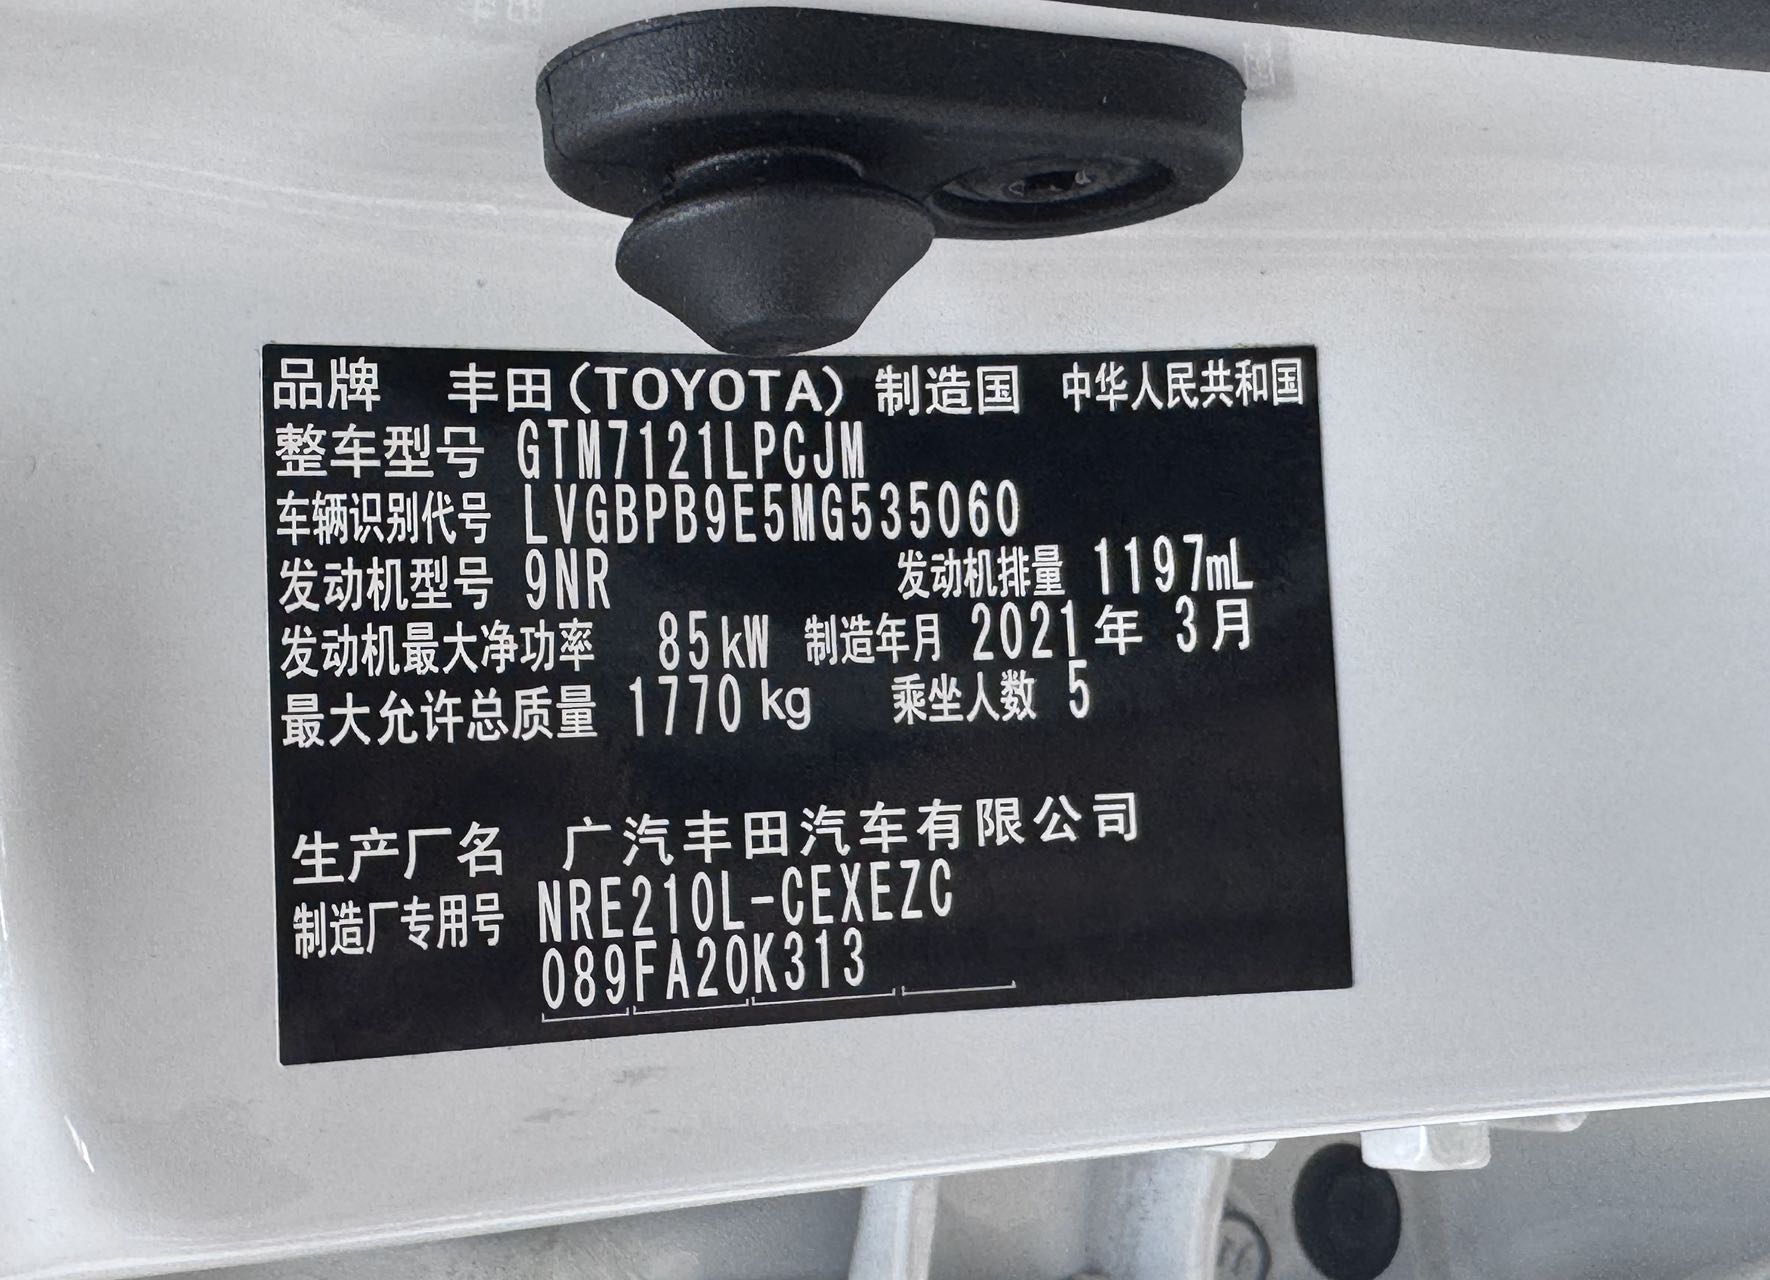 品牌 丰田(TOYOTA) 制造国 中华人民共和国
整车型号 GTM7121LPCJM
车辆识别代号 LVGBPB9E5MG535060
发动机型号 9NR 发动机排量 1197mL
发动机最大净功率 85kW 制造年月 2021年 3月
最大允许总质量 1770kg 乘坐人数 5
生产厂名 广汽丰田汽车有限公司
制造厂专用号 NRE210L-CEXEZC
089FA20K313